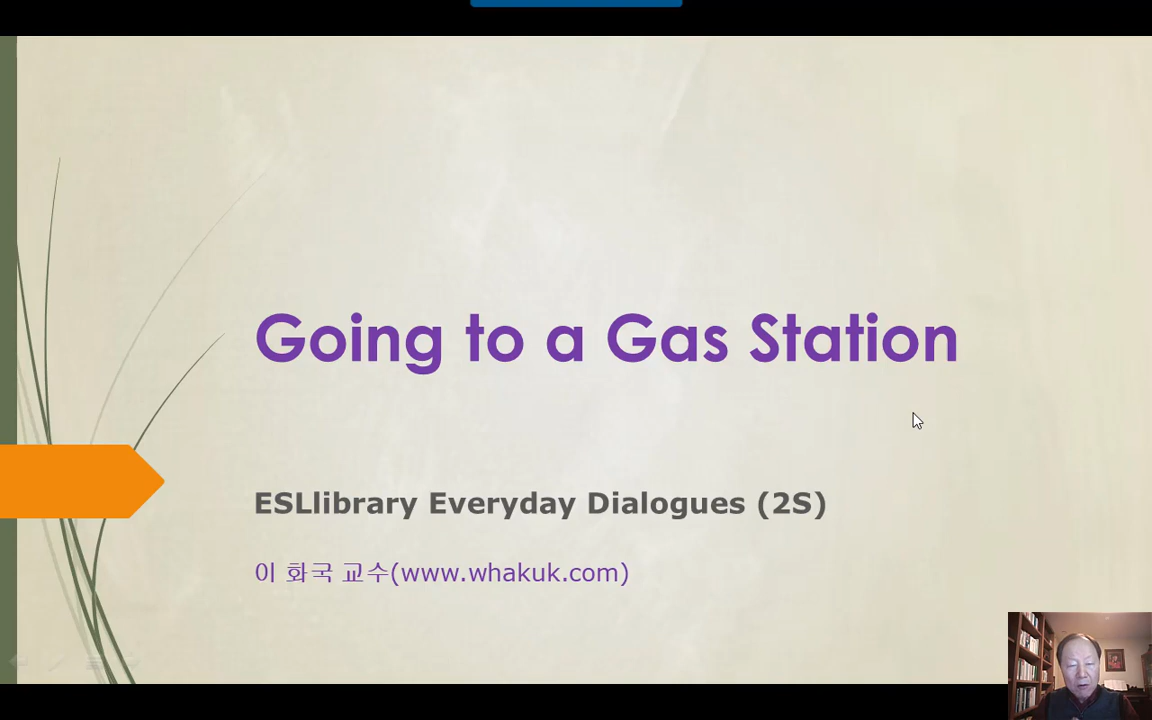 Going to a Gas Station
ESLlibrary Everyday Dialogues (2S)
이 화국 교수(www.whakuk.com)